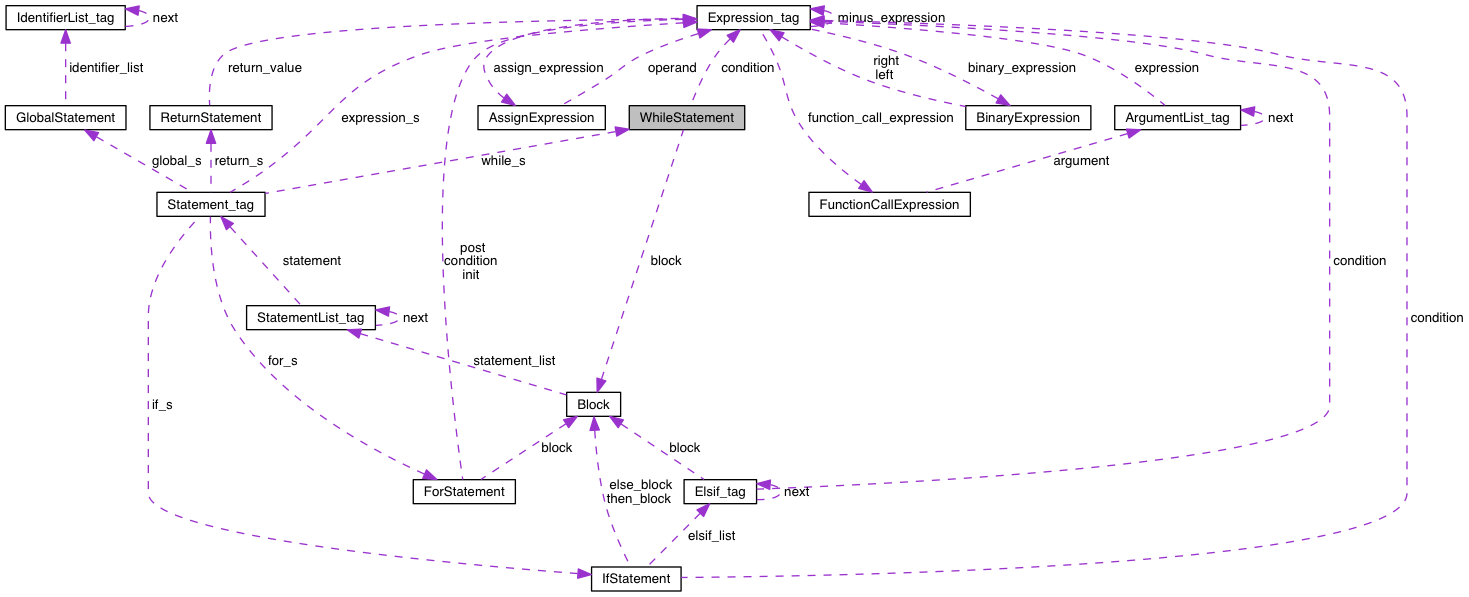 IdentifierList_tag
next
Expression_tag
minus_expression
identifier_list
return_value
assign_expression
operand
condition
right
left
binary_expression
expression
GlobalStatement
ReturnStatement
expression_s
AssignExpression
WhileStatement
function_call_expression
BinaryExpression
ArgumentList_tag
next
global_s
return_s
while_s
argument
Statement_tag
FunctionCallExpression
post
condition
init
statement
block
condition
StatementList_tag
next
condition
for_s
statement_list
if_s
Block
block
block
ForStatement
else_block
then_block
Elsif_tag
next
elsif_list
IfStatement